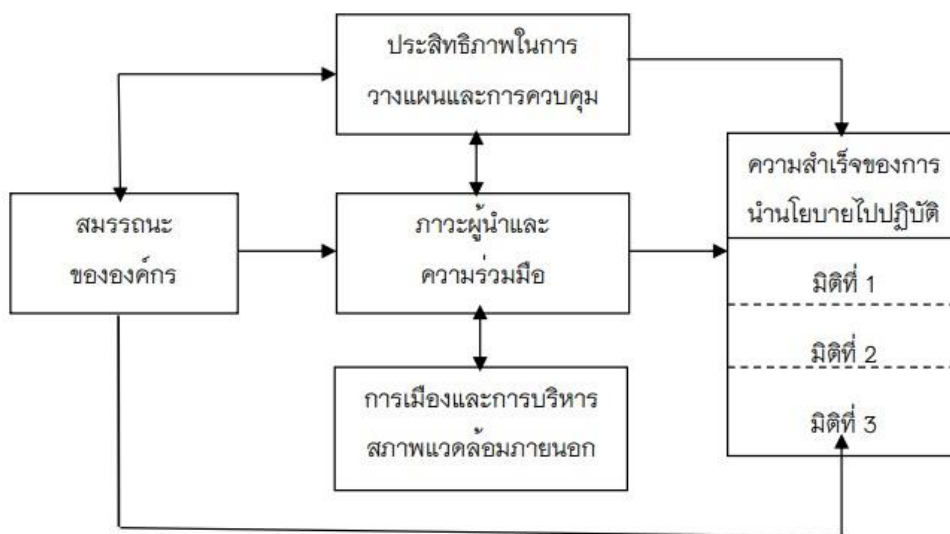 ประสิทธิภาพในการ
วางแผนและการควบคุม
ความสำเร็จของการ
นำนโยบายไปปฏิบัติ
สมรรถนะ
ขององค์กร
ภาวะผู้นำและ
ความร่วมมือ
มิติที่ 1
มิติที่ 2
มิติที่ 3
การเมืองและการบริหาร
สภาพแวดล้อมภายนอก